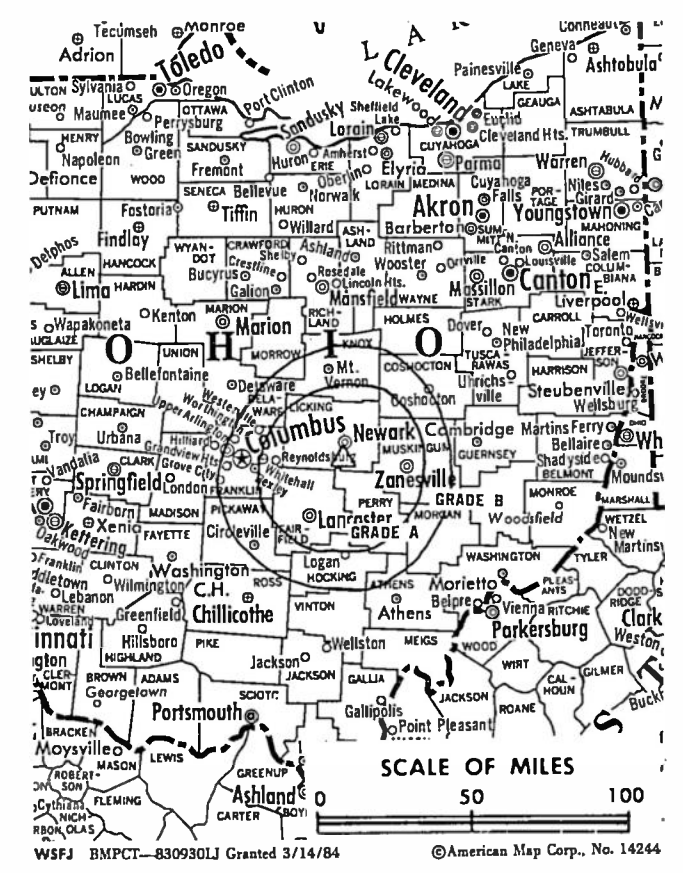 Tecumseh
Monroe
Conneaut
Adrion
Toledo
L A K
Geneva
Ashtabula
Sylvania
LUCAS
Oregon
Port Clinton
Lakewood
Cleveland
Painesville
LAKE
GEAUGA
ASHTABULA
Maumee
OTTAWA
Perrysburg
Sandusky
Sheffield
Lake
Lorain
Euclid
Cleveland Hts.
TRUMBULL
HENRY
Napoleon
Bowling
Green
SANDUSKY
Fremont
Huron
ERIE
Amherst
Elyria
CUYAHOGA
Parma
Warren
Hubbard
Defiance
WOOD
SENECA
Bellevue
Oberlin
Norwalk
LORAIN
MEDINA
Cuyahoga
Falls
PORTAGE
Niles
Girard
PUTNAM
Fostoria
Tiffin
HURON
Willard
Akron
Youngstown
MAHONING
Findlay
ASHLAND
Barberton
SUMMIT
Rittman
Alliance
Delphos
HANCOCK
WYANDOT
CRAWFORD
Shelby
Ashland
Wooster
Orrville
N. Canton
Louisville
Salem
COLUMBIANA
ALLEN
Lima
HARDIN
Bucyrus
Crestline
Galion
Rosedale
Lincoln Hts.
Mansfield
WAYNE
Massillon
STARK
Canton
E. Liverpool
Wapakoneta
Kenton
MARION
Marion
RICHLAND
HOLMES
Dover
New
Philadelphia
CARROLL
Toronto
SHELBY
O H I O
UNION
MORROW
KNOX
Mt.
Vernon
COSHOCTON
TUSCARAWAS
Uhrichsville
HARRISON
JEFFERSON
Steubenville
Wellsburg
LOGAN
Bellefontaine
Delaware
DELAWARE
LICKING
Coshocton
CHAMPAIGN
Urbana
Westerville
Worthington
Upper Arlington
Hilliard
Grandview Hts.
Grove City
Columbus
Reynoldsburg
Whitehall
Bexley
Newark
MUSKINGUM
Zanesville
Cambridge
GUERNSEY
Martins Ferry
Bellaire
Shadyside
BELMONT
Troy
Vandalia
CLARK
Springfield
London
FRANKLIN
PICKAWAY
PERRY
GRADE B
MONROE
MARSHALL
Fairborn
Xenia
MADISON
FAYETTE
Circleville
FAIRFIELD
Lancaster
GRADE A
MORGAN
Woodsfield
WETZEL
New
Kettering
Oakwood
Franklin
CLINTON
Wilmington
Washington
C.H.
ROSS
Logan
HOCKING
ATHENS
WASHINGTON
TYLER
Lebanon
WARREN
Loveland
Greenfield
Chillicothe
VINTON
Athens
Morietto
Belpre
Vienna
PLEASANTS
RITCHIE
DODDRIDGE
Parkersburg
Clark
Weston
Hillsboro
HIGHLAND
PIKE
Wellston
MEIGS
WOOD
WIRT
CALHOUN
GILMER
BROWN
Georgetown
ADAMS
Jackson
JACKSON
GALLIA
JACKSON
ROANE
Portsmouth
SCIOTO
Gallipolis
Point Pleasant
BRACKEN
Moysville
MASON
LEWIS
GREENUP
ROBERTSON
FLEMING
Cythiana
NICHOLAS
Ashland
CARTER
SCALE OF MILES
0 50 100
WSFJ BMPCT—830930LJ Granted 3/14/84 ©American Map Corp., No. 14244